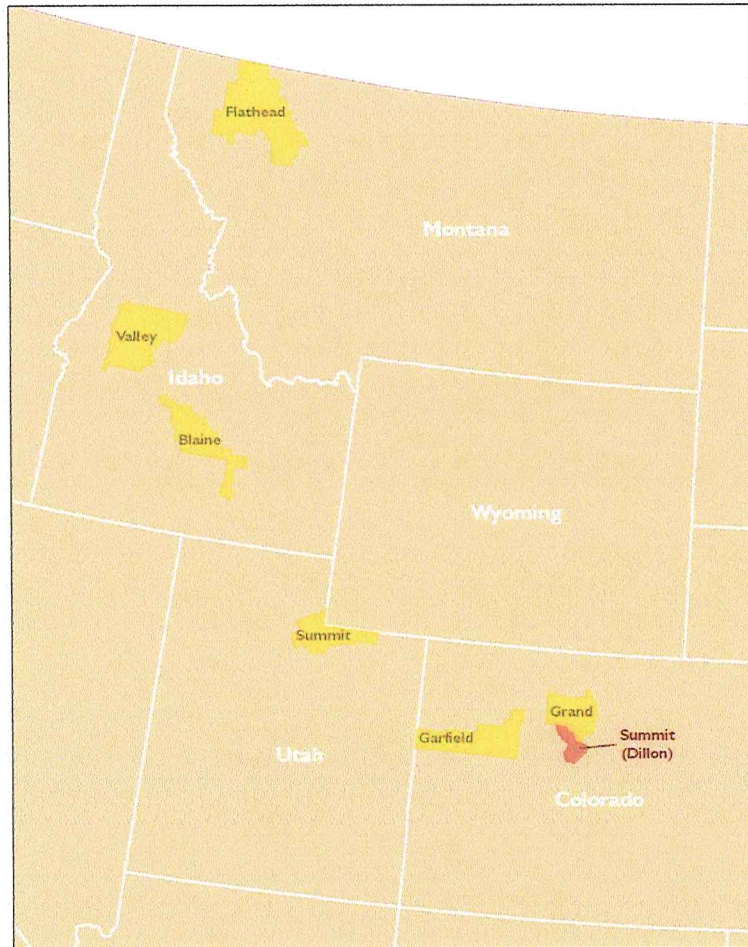 Flathead
Montana
Valley
Idaho
Blaine
Wyoming
Summit
Grand
Garfield
Summit
(Dillon)
Utah
Colorado